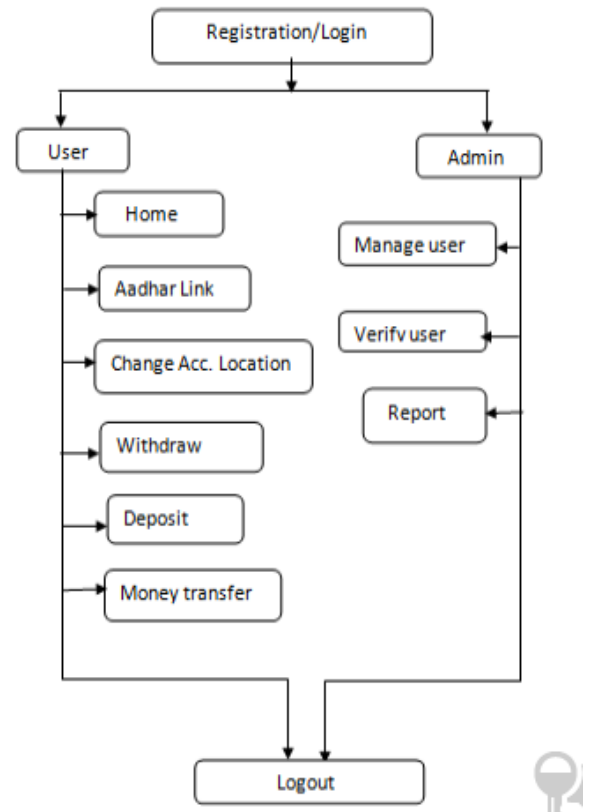 Registration/Login
User
Admin
Home
Manage user
Aadhar Link
Verify user
Change Acc. Location
Report
Withdraw
Deposit
Money transfer
Logout